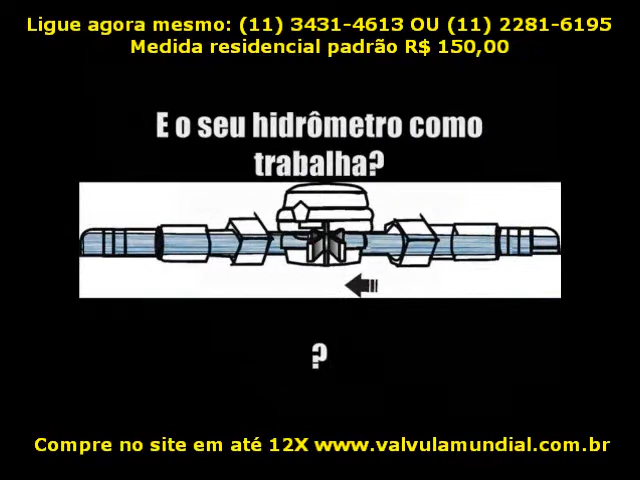 Ligue agora mesmo: (11) 3431-4613 OU (11) 2281-6195
Medida residencial padrão R$ 150,00
E o seu hidrômetro como
trabalha?
?
Compre no site em até 12X www.valvulamundial.com.br